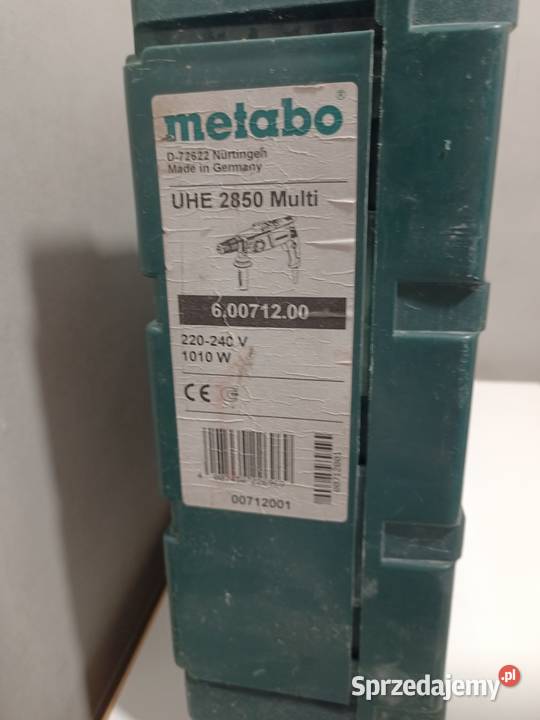 metabo®
D-72622 Nürtingen
Made in Germany
UHE 2850 Multi
6.00712.00
220-240 V
1010 W
CE
00712001
00712001
Sprzedajemy.pl